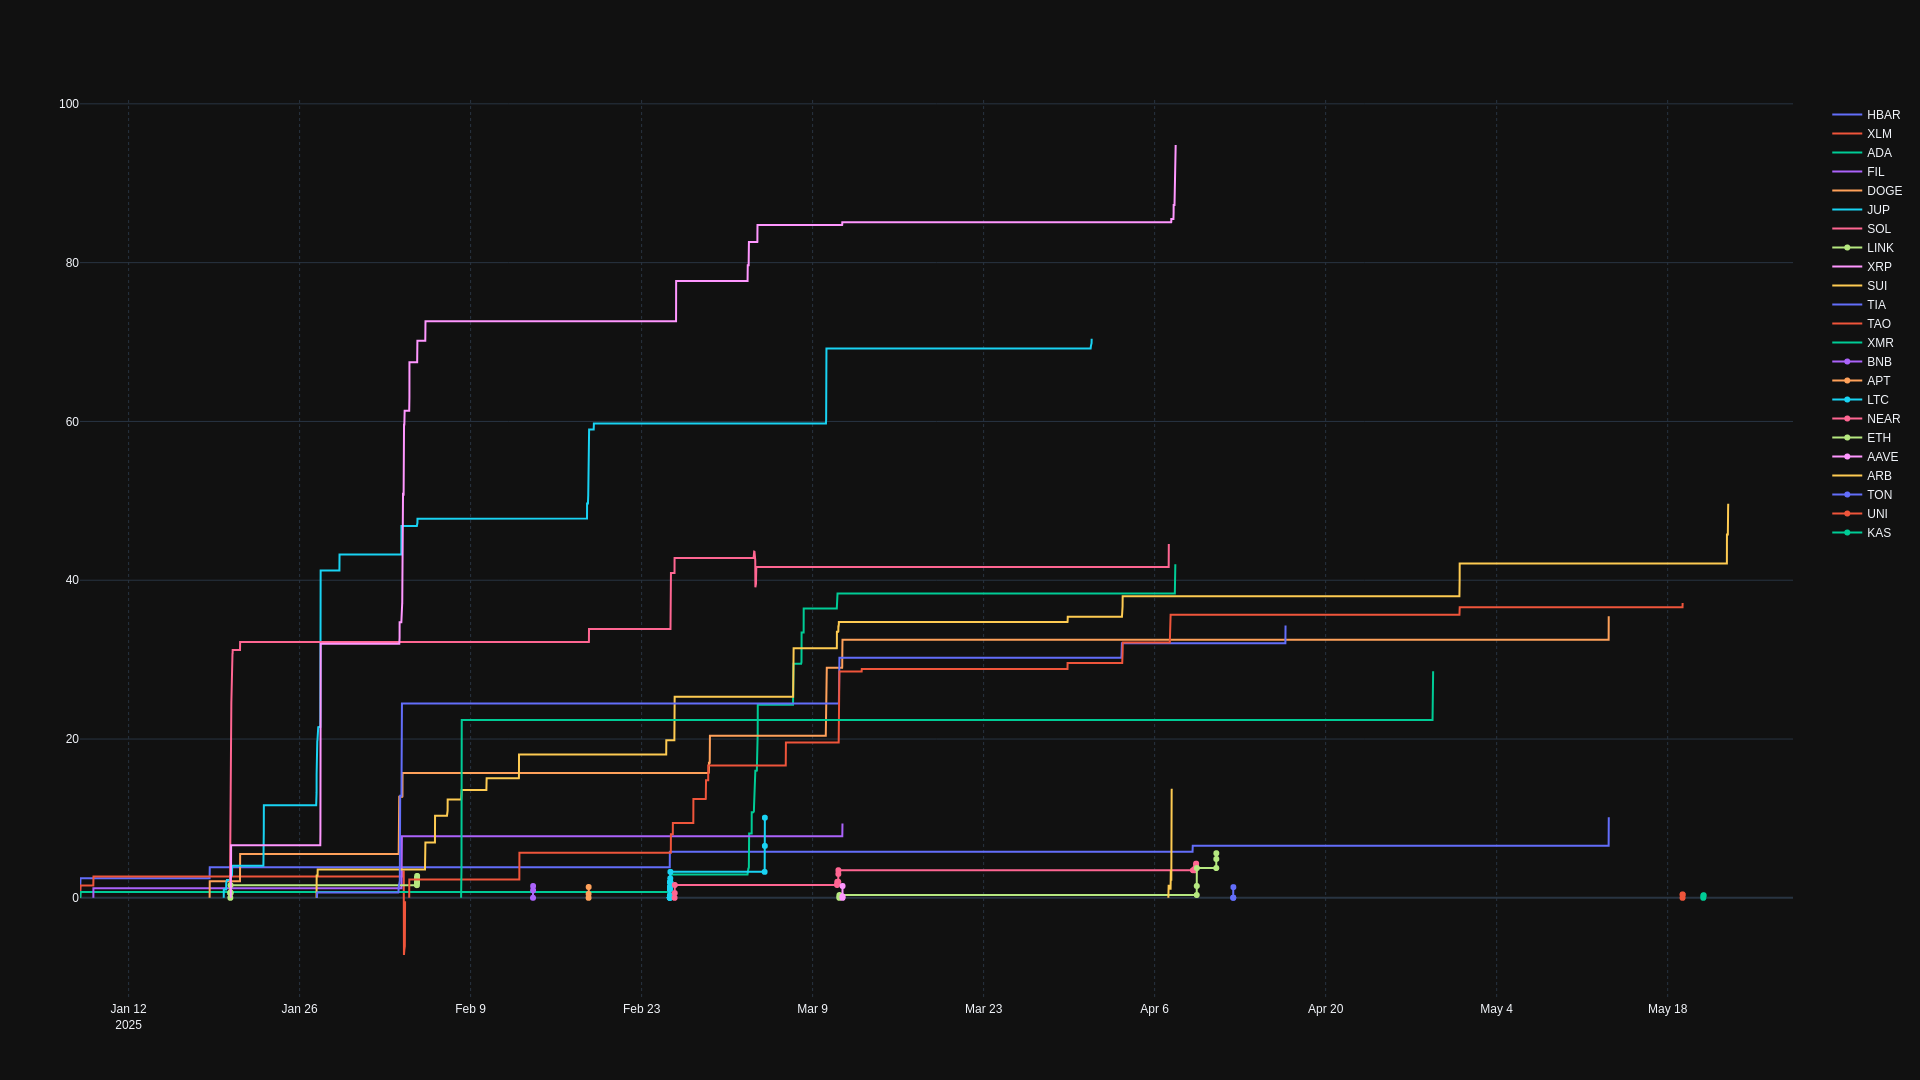 100
80
60
40
20
0
Jan 12
2025
Jan 26
Feb 9
Feb 23
Mar 9
Mar 23
Apr 6
Apr 20
May 4
May 18
HBAR
XLM
ADA
FIL
DOGE
JUP
SOL
LINK
XRP
SUI
TIA
TAO
XMR
BNB
APT
LTC
NEAR
ETH
AAVE
ARB
TON
UNI
KAS